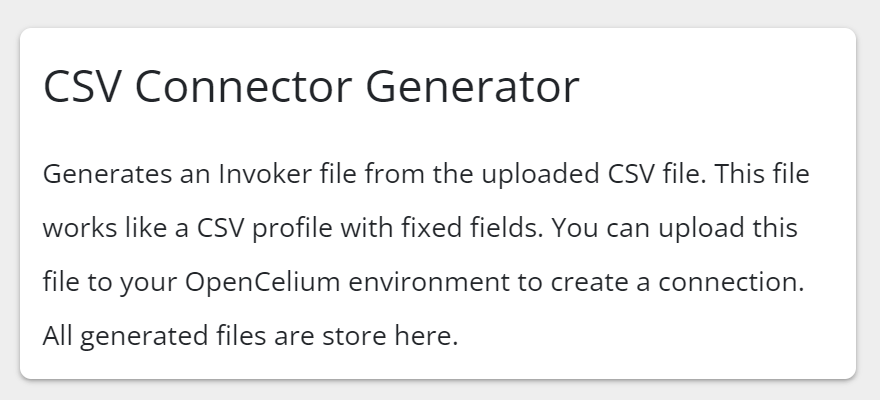 CSV Connector Generator
Generates an Invoker file from the uploaded CSV file. This file
works like a CSV profile with fixed fields. You can upload this
file to your OpenCelium environment to create a connection.
All generated files are store here.